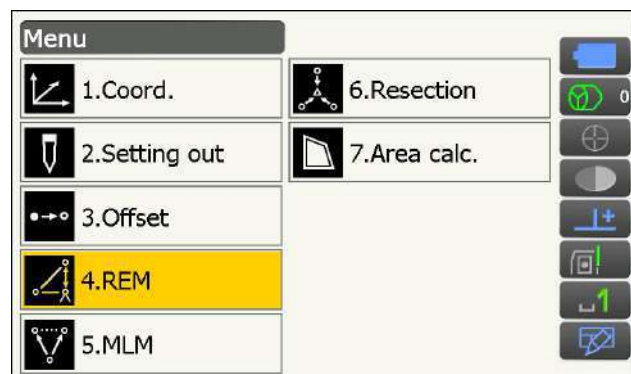 Menu
1.Coord.
2.Setting out
3.Offset
4.REM
5.MLM
6.Resection
7.Area calc.
0
1